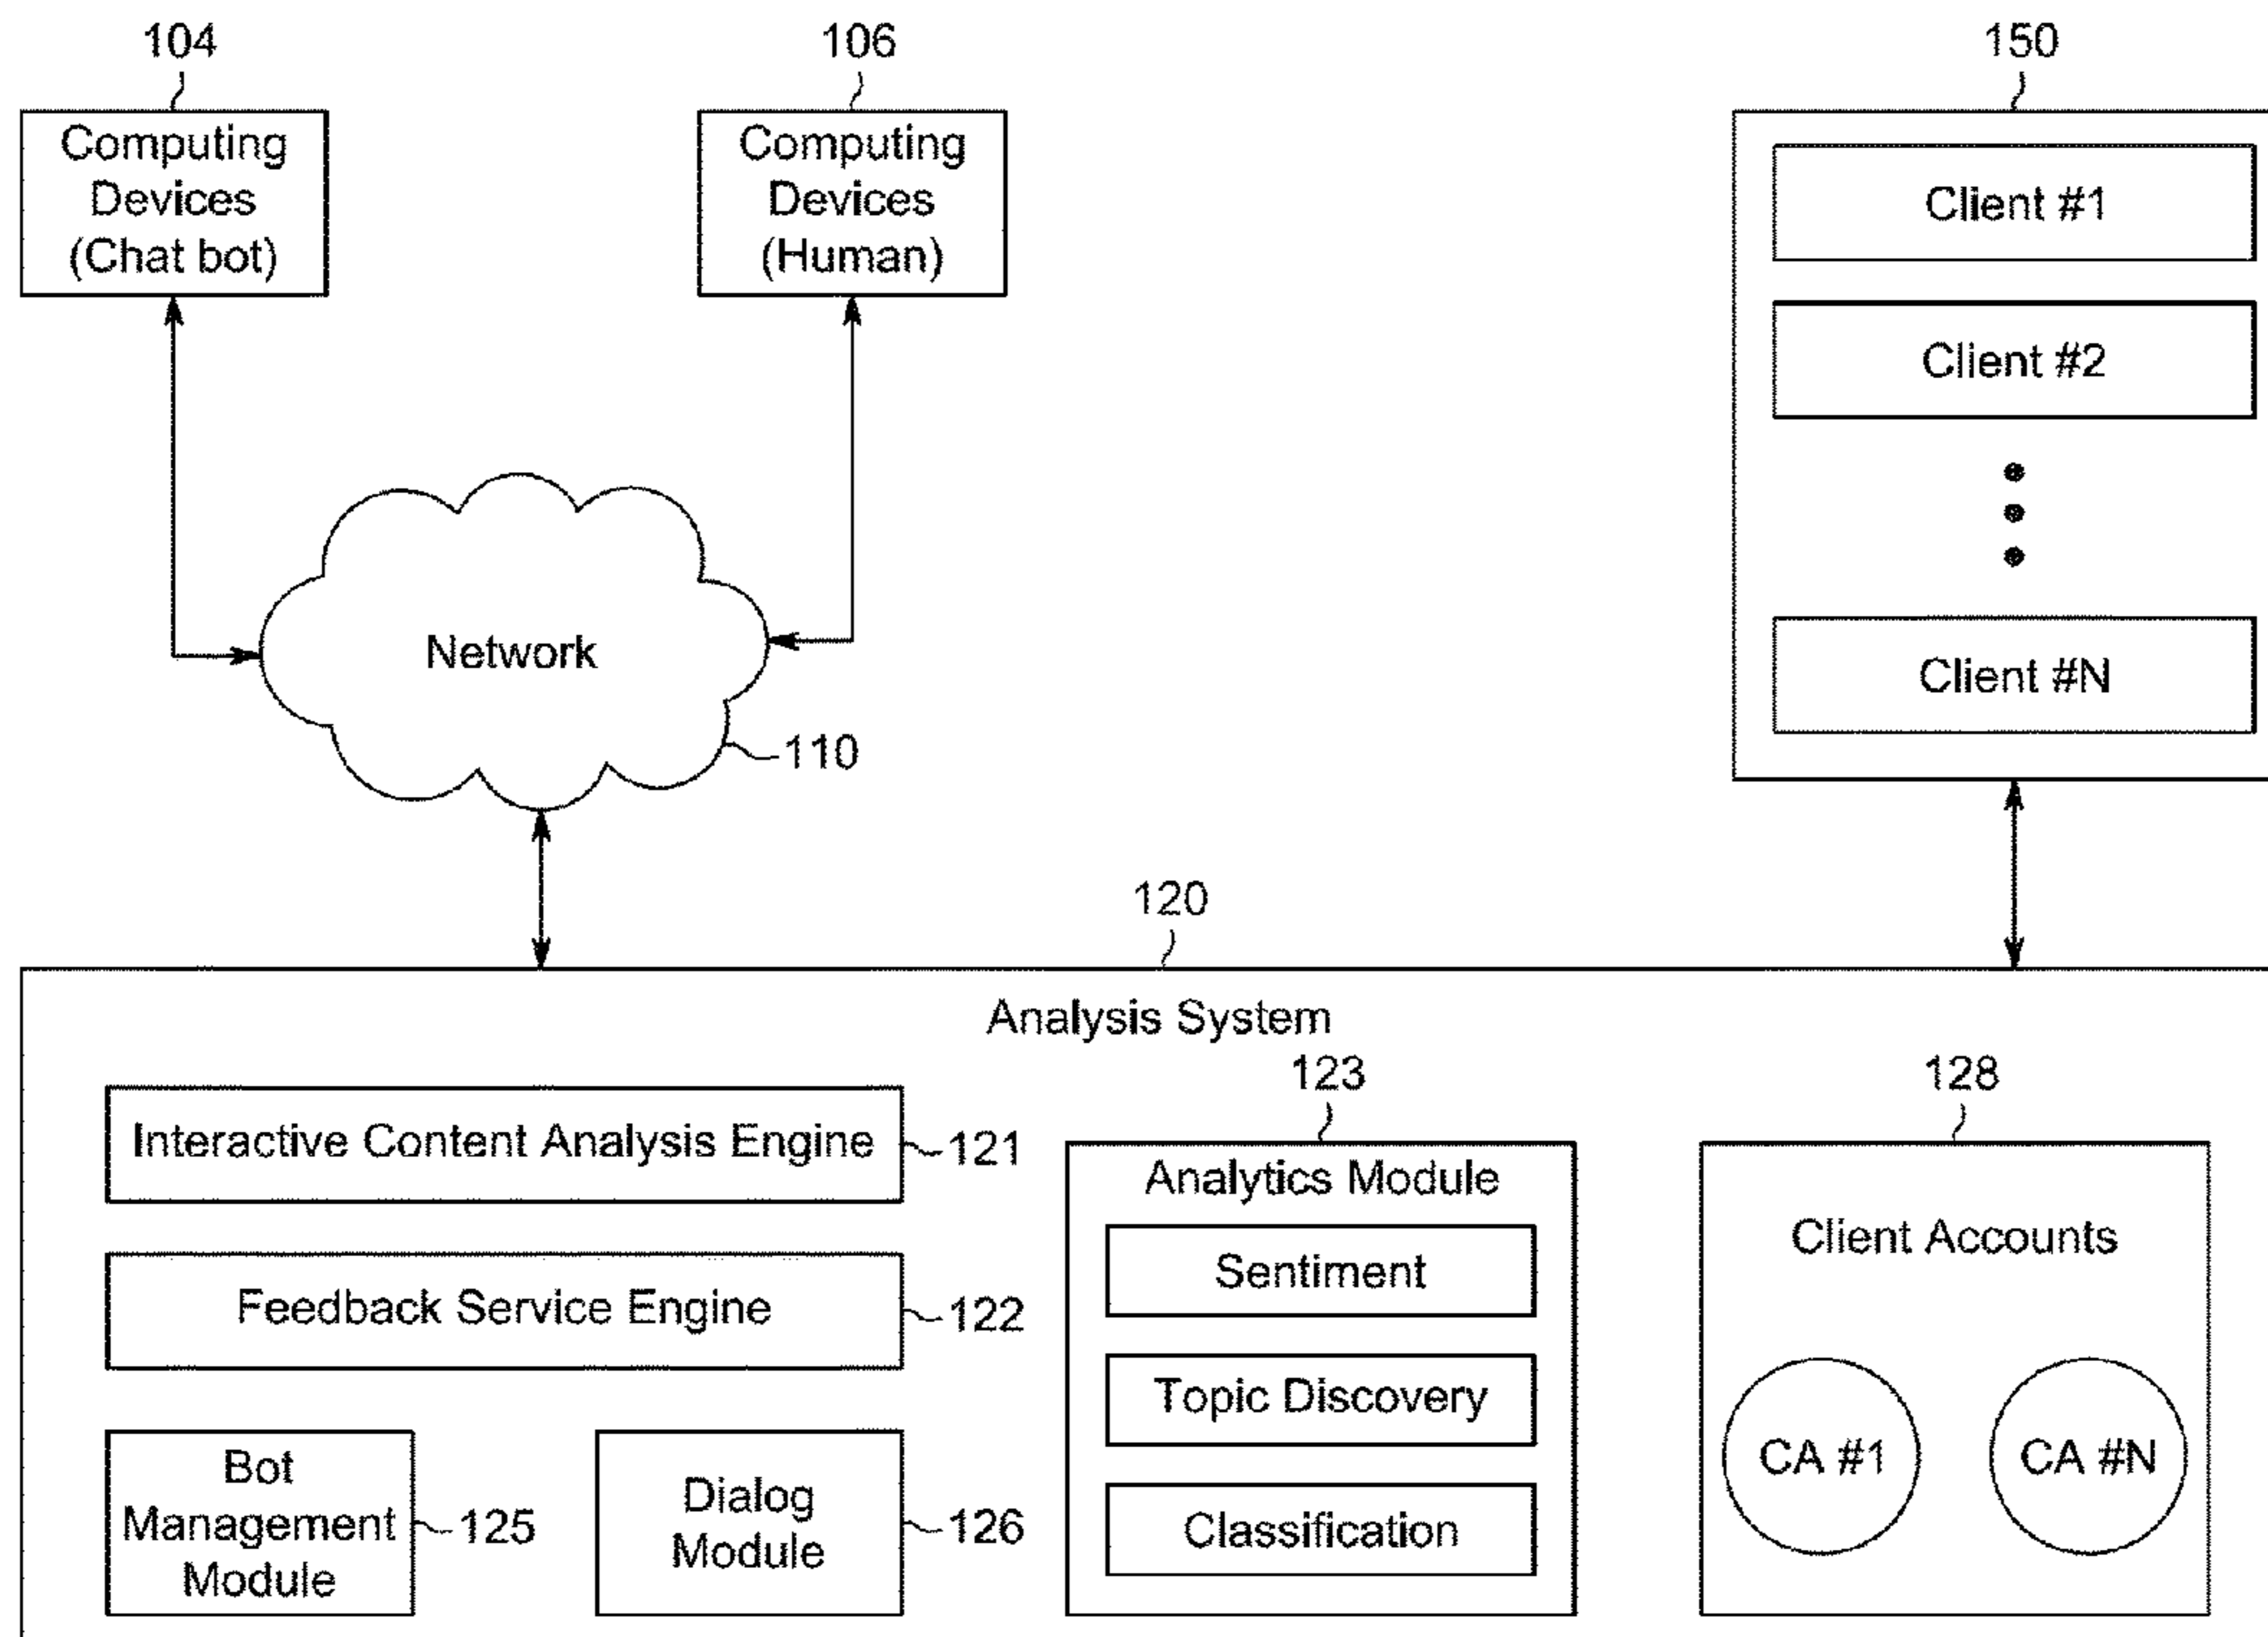 104
106
150
Computing
Devices
(Chat bot)
Computing
Devices
(Human)
Client #1
Client #2
Client #N
Network
110
120
Analysis System
Interactive Content Analysis Engine
121
Feedback Service Engine
122
Bot
Management
Module
125
Dialog
Module
126
123
Analytics Module
Sentiment
Topic Discovery
Classification
128
Client Accounts
CA #1
CA #N